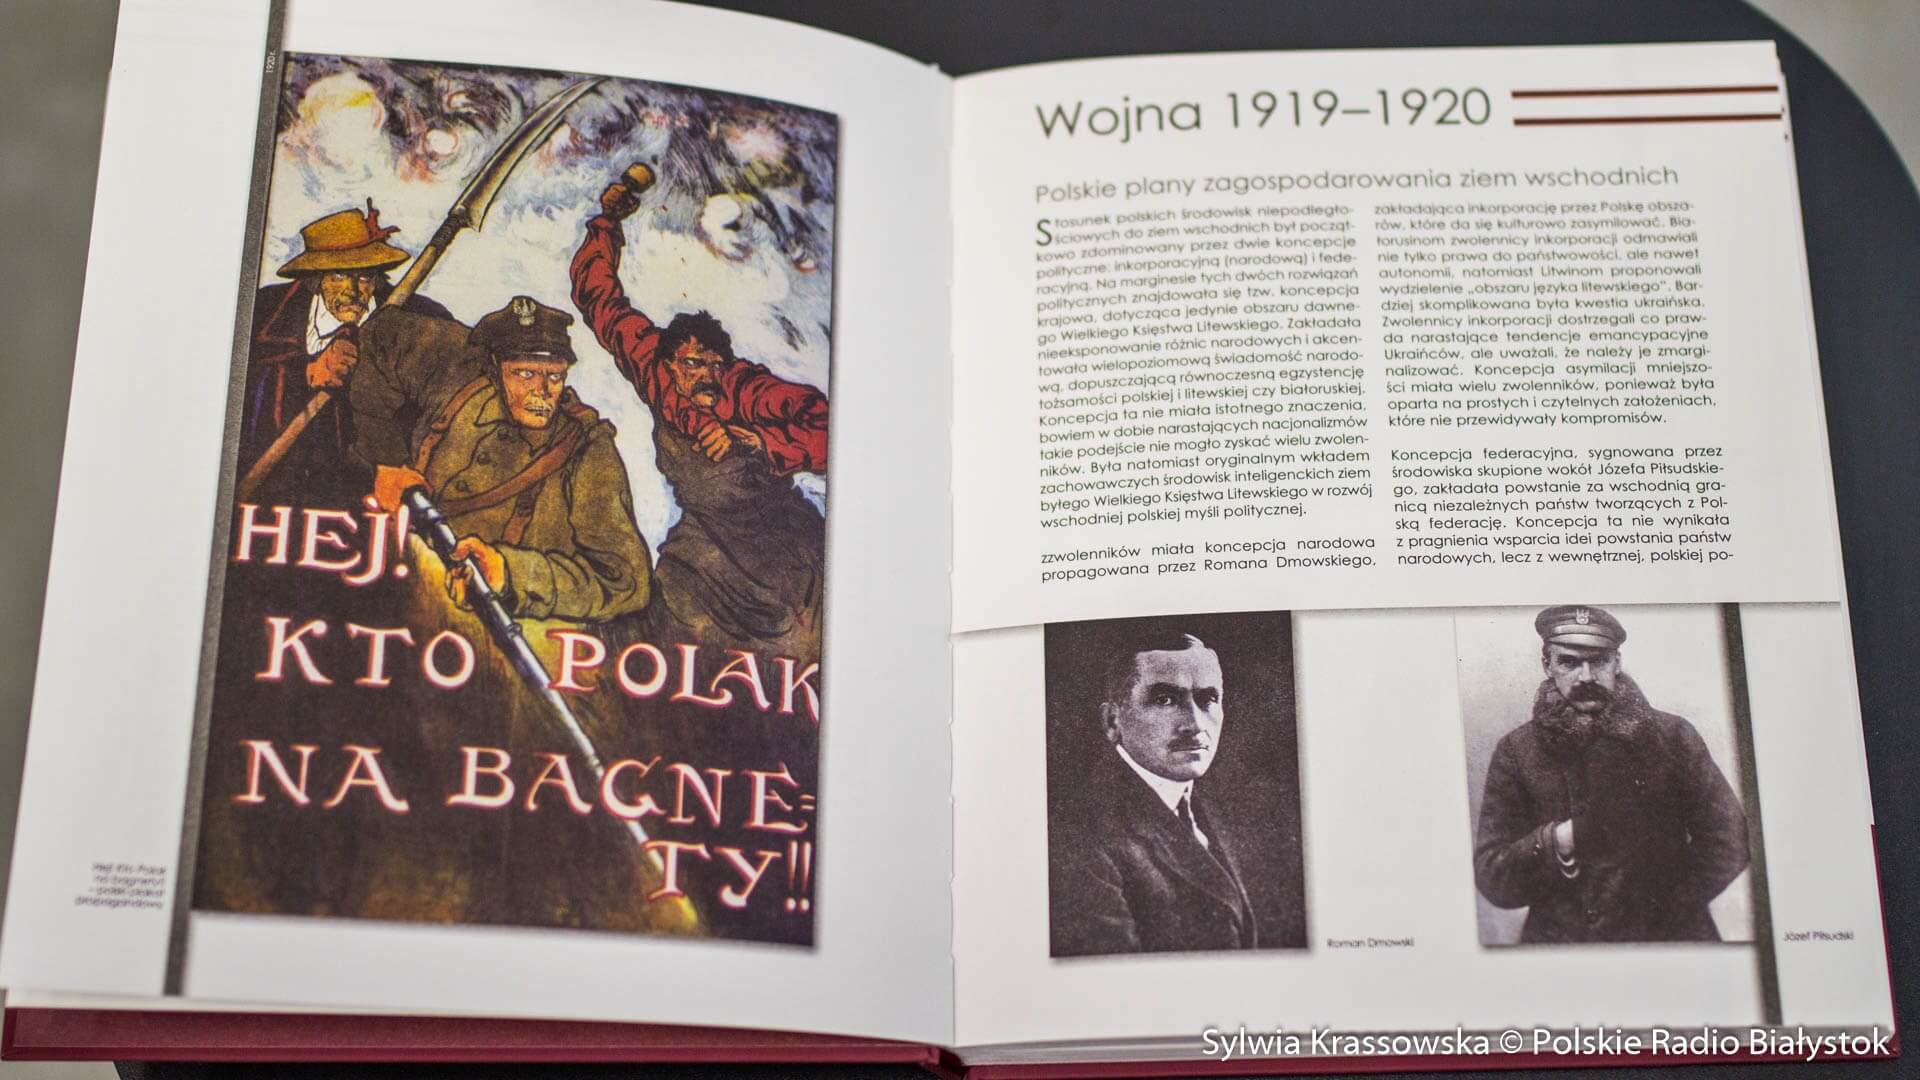 1920 r.
HEJ!
KTO POLAK
NA BAGNE=
TY!!
Hej! Kto Polak
na bagnety!
– polski plakat
propagandowy
Wojna 1919–1920
Polskie plany zagospodarowania ziem wschodnich
Stosunek polskich środowisk niepodległo-
ściowych do ziem wschodnich był począt-
kowo zdominowany przez dwie koncepcje
polityczne: inkorporacyjną (narodową) i fede-
racyjną. Na marginesie tych dwóch rozwiązań
politycznych znajdowała się tzw. koncepcja
krajowa, dotycząca jedynie obszaru dawne-
go Wielkiego Księstwa Litewskiego. Zakładała
nieeksponowanie różnic narodowych i akcen-
towała wielopoziomową świadomość narodo-
wą, dopuszczającą równoczesną egzystencję
tożsamości polskiej i litewskiej czy białoruskiej.
Koncepcja ta nie miała istotnego znaczenia,
bowiem w dobie narastających nacjonalizmów
takie podejście nie mogło zyskać wielu zwolen-
ników. Była natomiast oryginalnym wkładem
zachowawczych środowisk inteligenckich ziem
byłego Wielkiego Księstwa Litewskiego w rozwój
wschodniej polskiej myśli politycznej.
zzwolenników miała koncepcja narodowa
propagowana przez Romana Dmowskiego,
zakładająca inkorporację przez Polskę obsza-
rów, które da się kulturowo zasymilować. Bia-
łorusinom zwolennicy inkorporacji odmawiali
nie tylko prawa do państwowości, ale nawet
autonomii, natomiast Litwinom proponowali
wydzielenie „obszaru języka litewskiego”. Bar-
dziej skomplikowana była kwestia ukraińska.
Zwolennicy inkorporacji dostrzegali co praw-
da narastające tendencje emancypacyjne
Ukraińców, ale uważali, że należy je zmargi-
nalizować. Koncepcja asymilacji mniejszo-
ści miała wielu zwolenników, ponieważ była
oparta na prostych i czytelnych założeniach,
które nie przewidywały kompromisów.
Koncepcja federacyjna, sygnowana przez
środowiska skupione wokół Józefa Piłsudskie-
go, zakładała powstanie za wschodnią gra-
nicą niezależnych państw tworzących z Pol-
ską federację. Koncepcja ta nie wynikała
z pragnienia wsparcia idei powstania państw
narodowych, lecz z wewnętrznej, polskiej po-
Roman Dmowski
Józef Piłsudski
Sylwia Krassowska © Polskie Radio Białystok